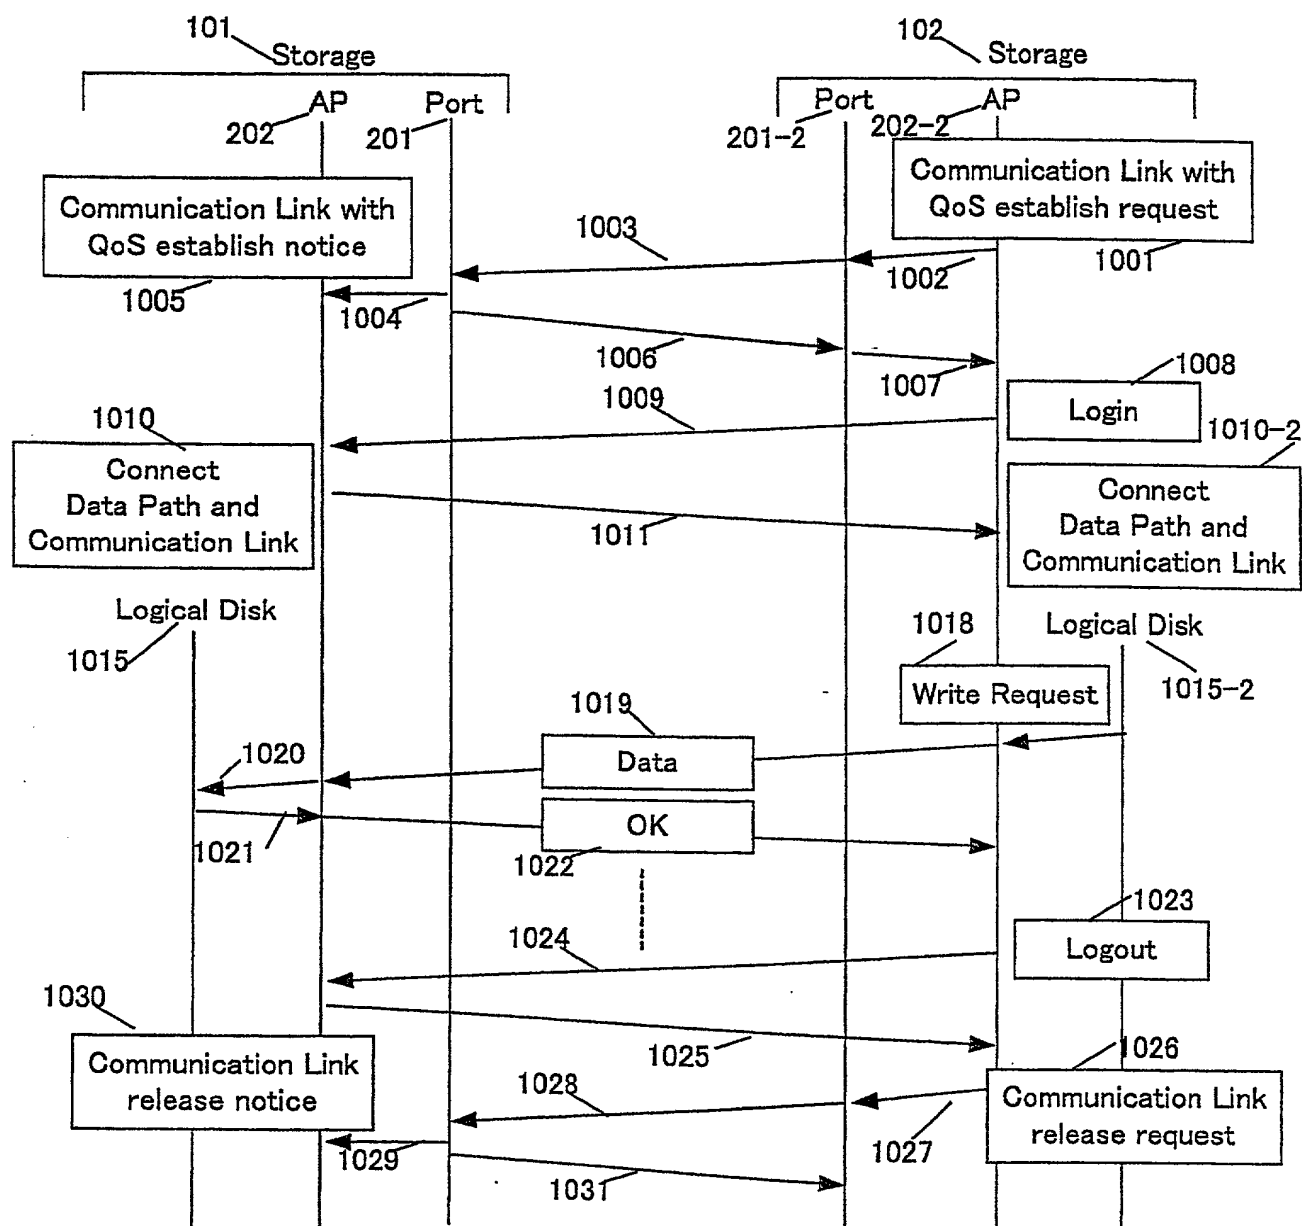 101
Storage
102
Storage
AP
Port
Port
AP
202
201
201-2
202-2
Communication Link with
QoS establish request
Communication Link with
QoS establish notice
1003
1002
1001
1005
1004
1006
1007
1008
1009
Login
1010
1010-2
Connect
Data Path and
Communication Link
Connect
Data Path and
Communication Link
1011
Logical Disk
1015
1018
Logical Disk
Write Request
1015-2
1019
1020
Data
OK
1021
1022
1023
1024
Logout
1030
1025
1026
Communication Link
release notice
1028
Communication Link
release request
1029
1027
1031